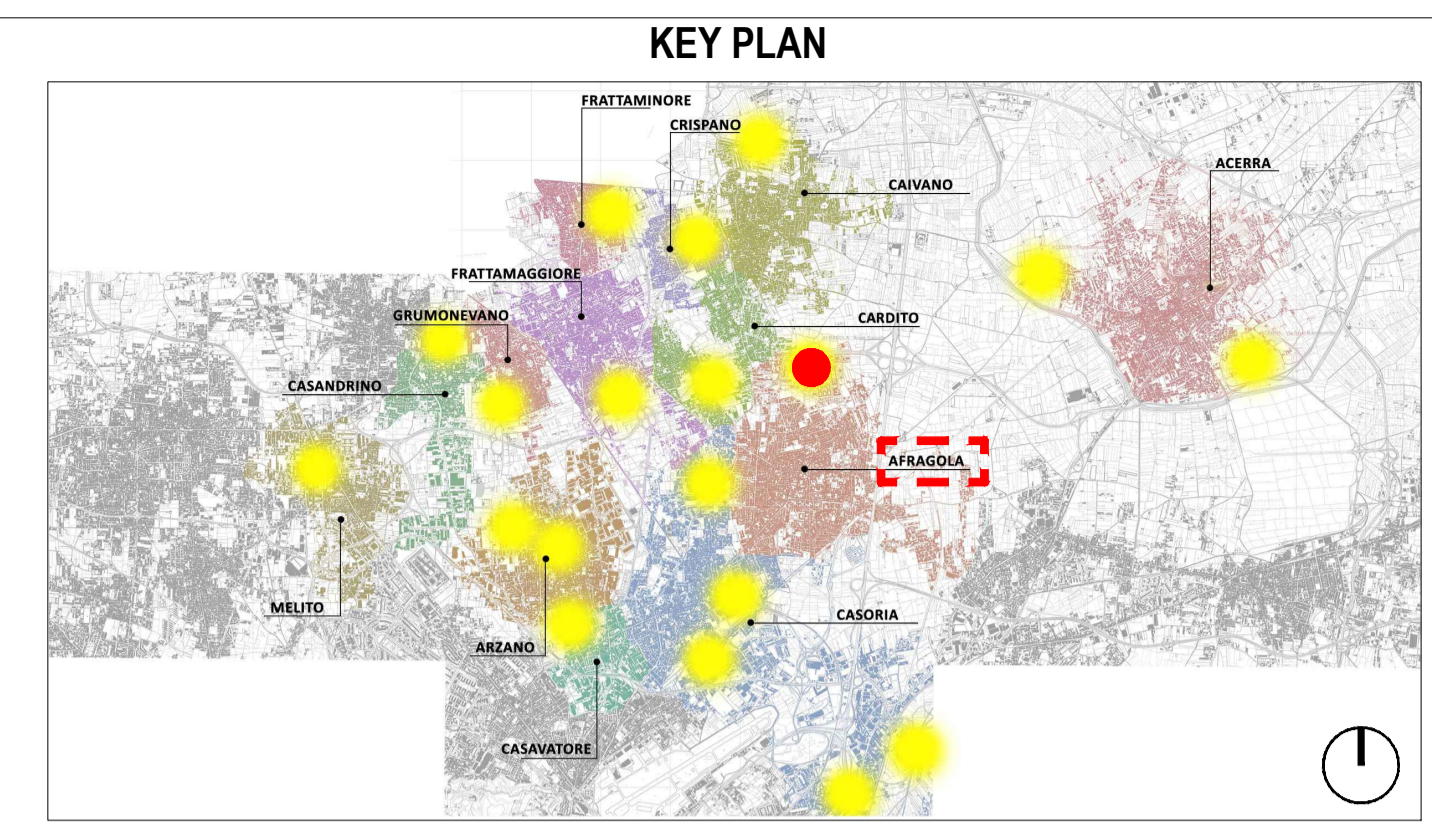 KEY PLAN
FRATTAMINORE
CRISPANO
ACERRA
CAIVANO
FRATTAMAGGIORE
GRUMONEVANO
CARDITO
CASANDRINO
AFRAGOLA
MELITO
CASORIA
ARZANO
CASAVATORE